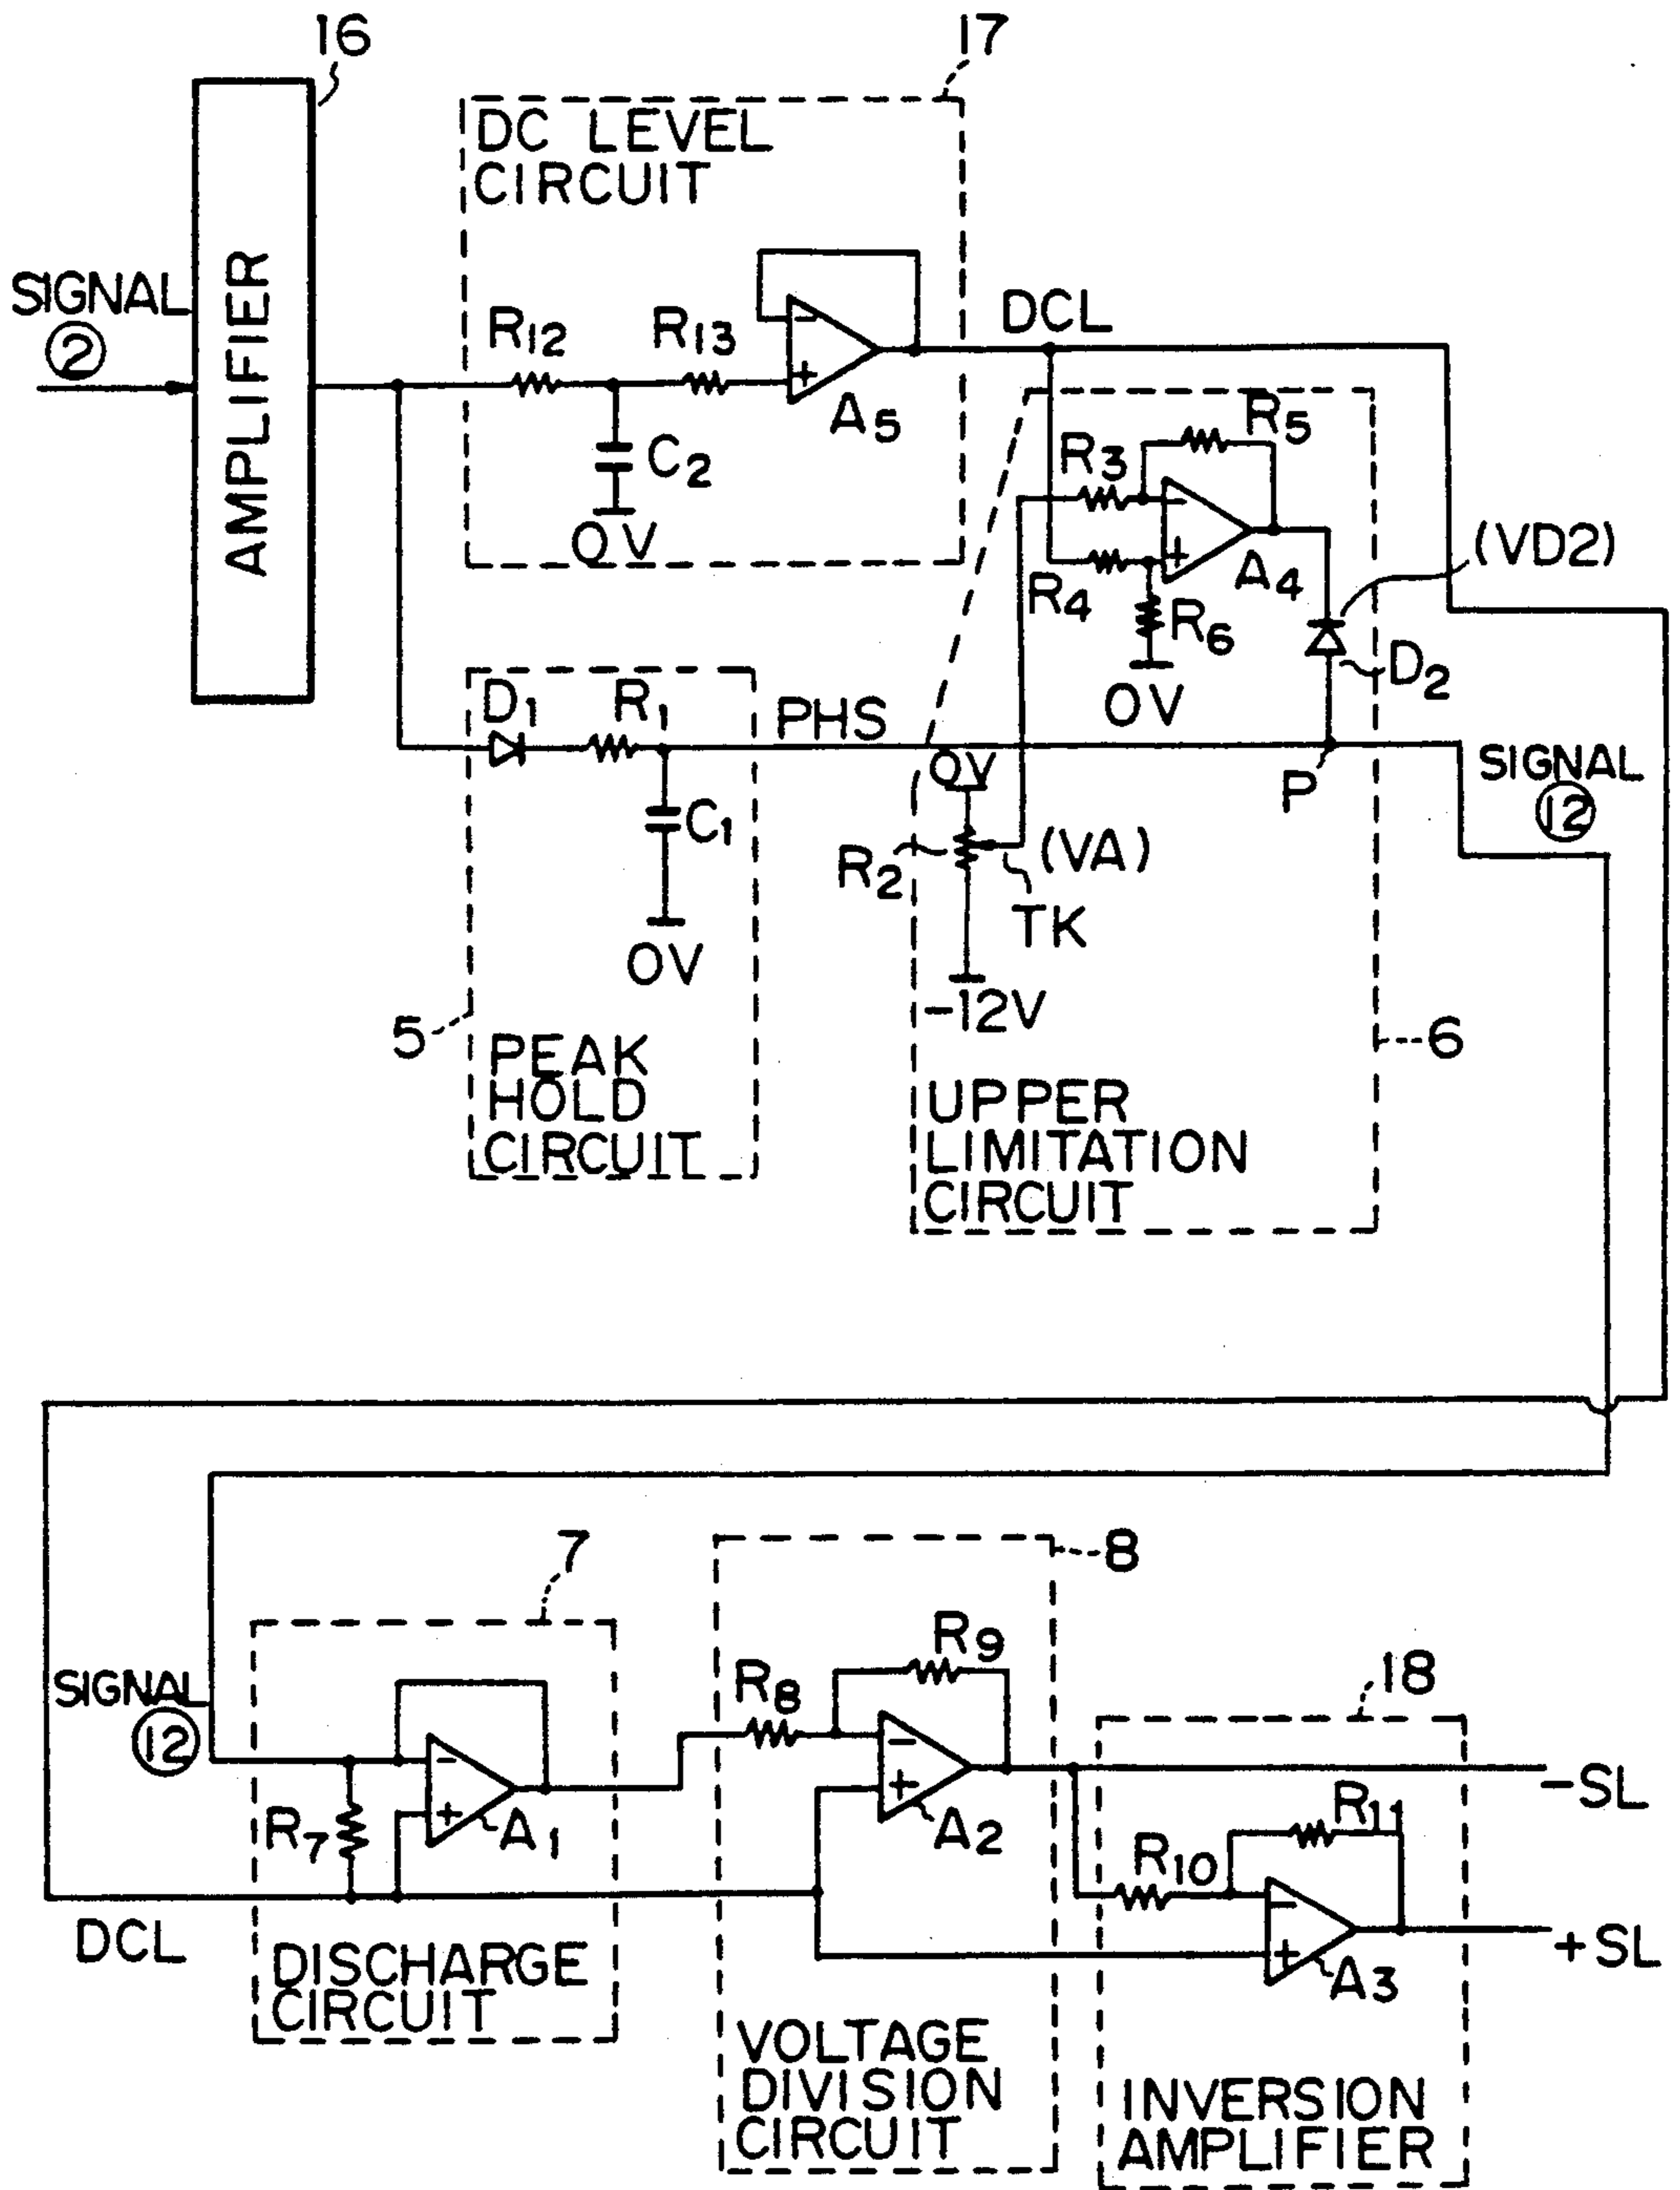 16
17
DC LEVEL
CIRCUIT
AMPLIFIER
SIGNAL
②
R12
R13
DCL
A5
C2
0V
R3
R5
R4
A4
R6
0V
(VD2)
D2
D1
R1
PHS
P
SIGNAL
⑫
C1
0V
0V
R2
(VA)
TK
-12V
5
PEAK
HOLD
CIRCUIT
6
UPPER
LIMITATION
CIRCUIT
7
8
SIGNAL
⑫
R7
A1
R8
R9
A2
18
-SL
R10
R11
A3
+SL
DCL
DISCHARGE
CIRCUIT
VOLTAGE
DIVISION
CIRCUIT
INVERSION
AMPLIFIER